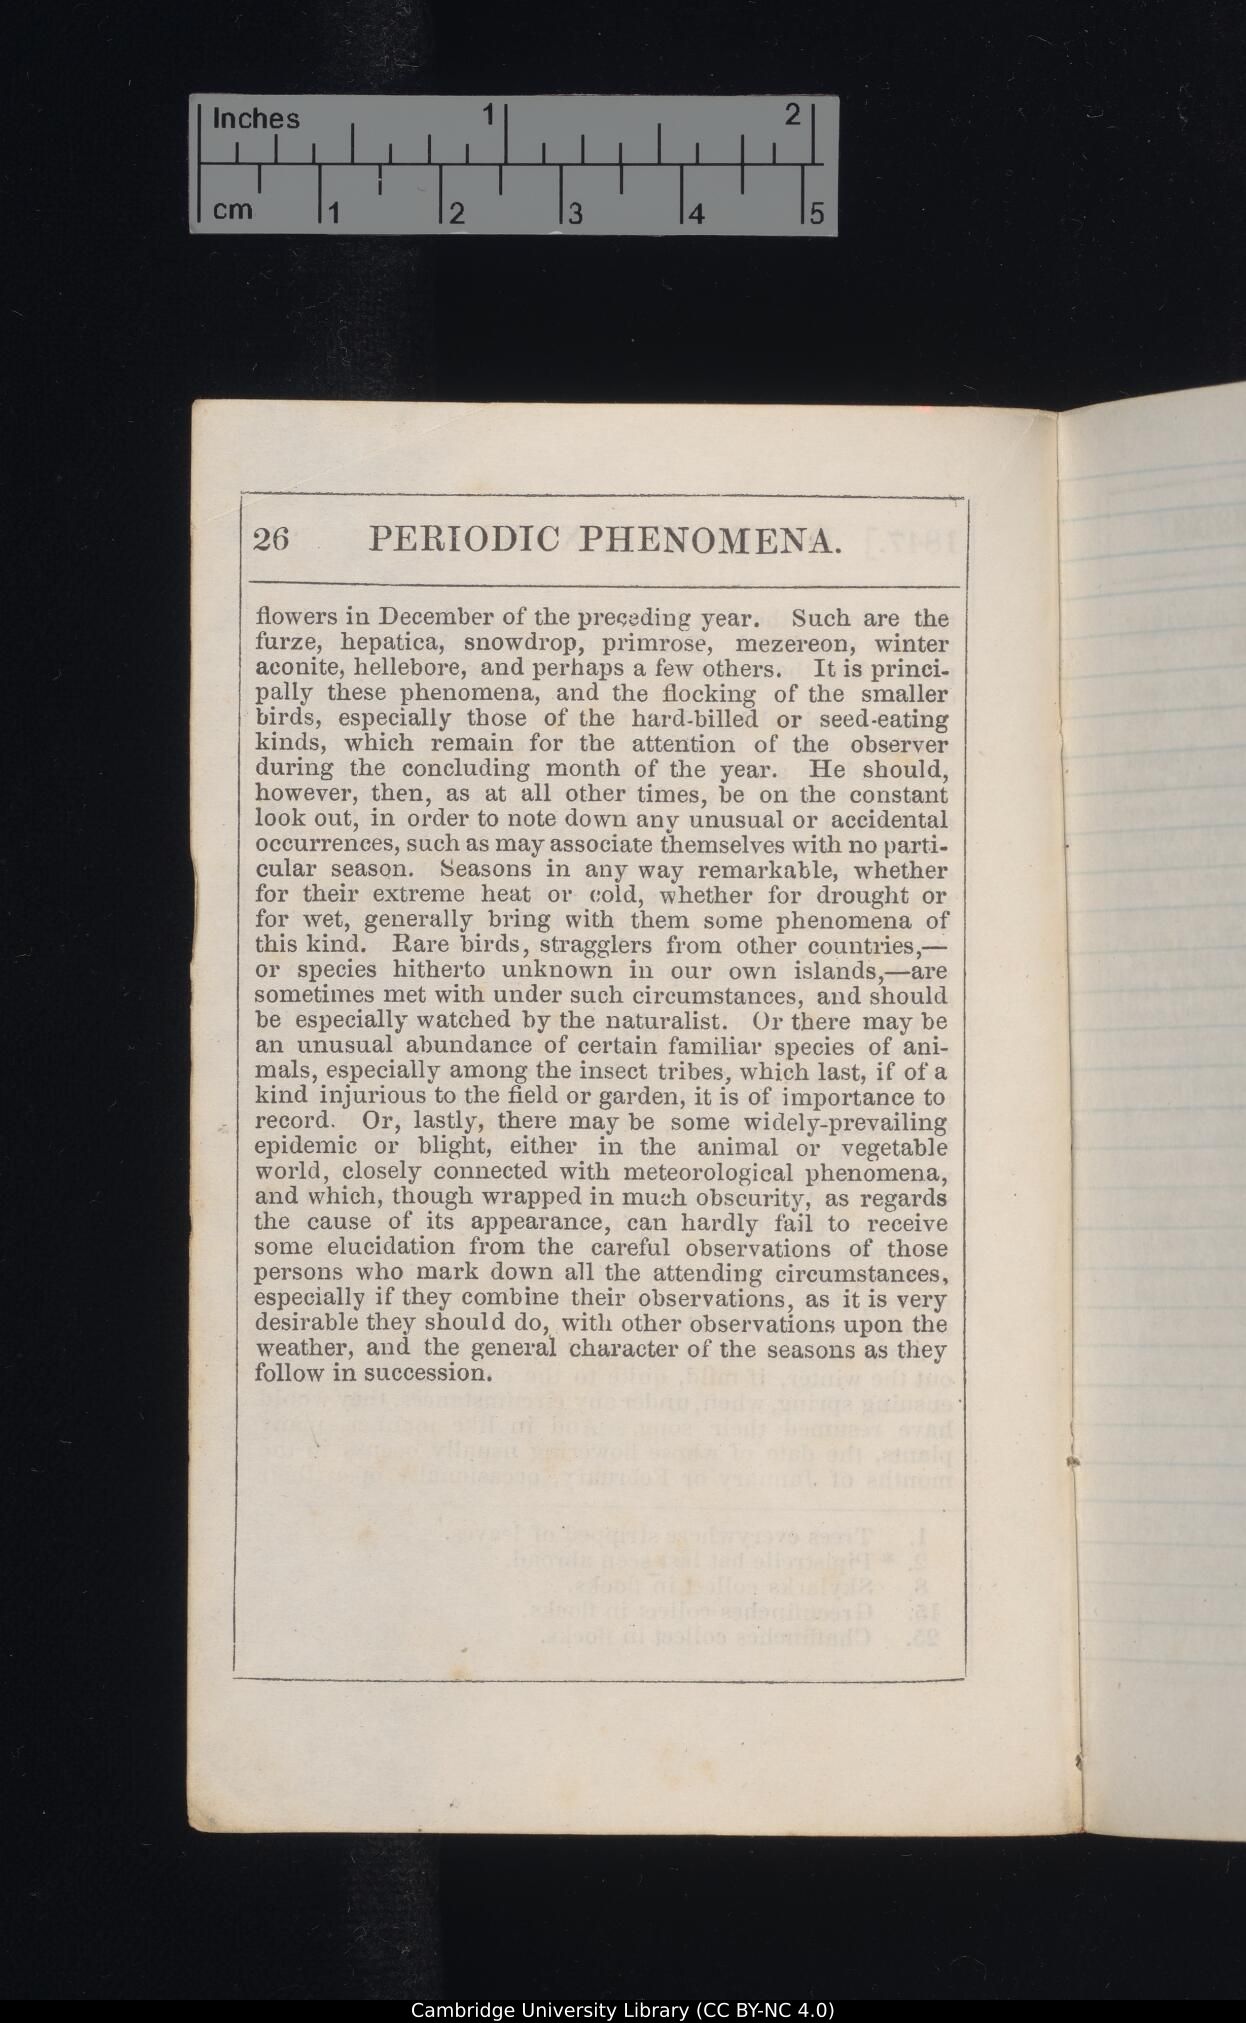 Inches 1 2
cm 1 2 3 4 5
26 PERIODIC PHENOMENA.
flowers in December of the preceding year. Such are the
furze, hepatica, snowdrop, primrose, mezereon, winter
aconite, hellebore, and perhaps a few others. It is princi-
pally these phenomena, and the flocking of the smaller
birds, especially those of the hard-billed or seed-eating
kinds, which remain for the attention of the observer
during the concluding month of the year. He should,
however, then, as at all other times, be on the constant
look out, in order to note down any unusual or accidental
occurrences, such as may associate themselves with no parti-
cular season. Seasons in any way remarkable, whether
for their extreme heat or cold, whether for drought or
for wet, generally bring with them some phenomena of
this kind. Rare birds, stragglers from other countries,—
or species hitherto unknown in our own islands,—are
sometimes met with under such circumstances, and should
be especially watched by the naturalist. Or there may be
an unusual abundance of certain familiar species of ani-
mals, especially among the insect tribes, which last, if of a
kind injurious to the field or garden, it is of importance to
record. Or, lastly, there may be some widely-prevailing
epidemic or blight, either in the animal or vegetable
world, closely connected with meteorological phenomena,
and which, though wrapped in much obscurity, as regards
the cause of its appearance, can hardly fail to receive
some elucidation from the careful observations of those
persons who mark down all the attending circumstances,
especially if they combine their observations, as it is very
desirable they should do, with other observations upon the
weather, and the general character of the seasons as they
follow in succession.
Cambridge University Library (CC BY-NC 4.0)